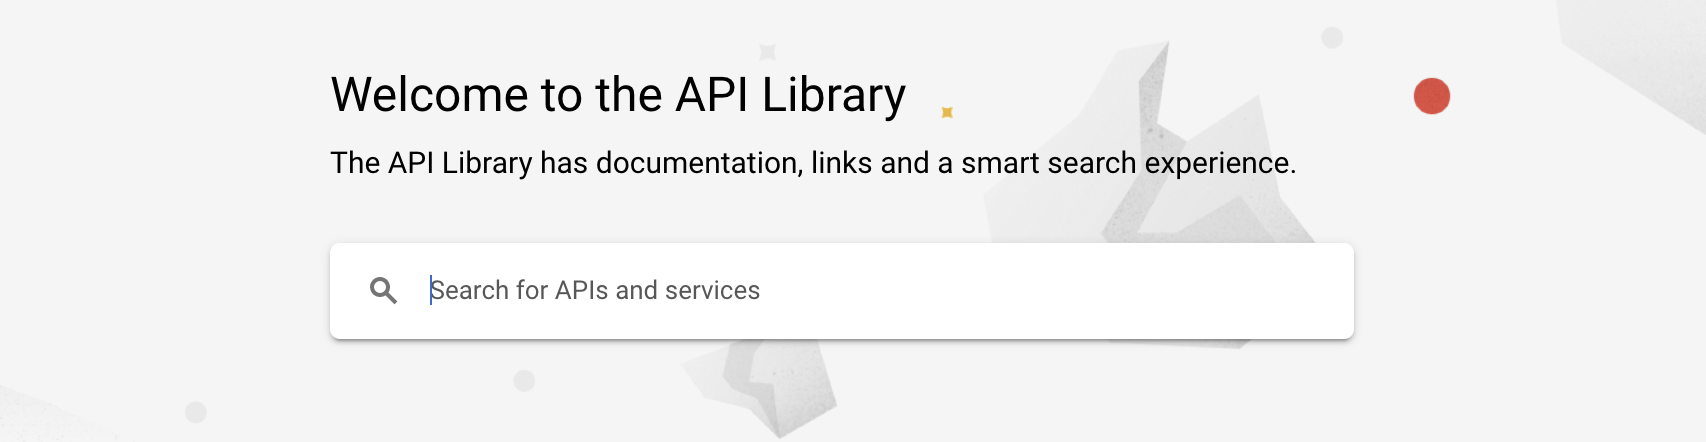 Welcome to the API Library
The API Library has documentation, links and a smart search experience.
Search for APIs and services